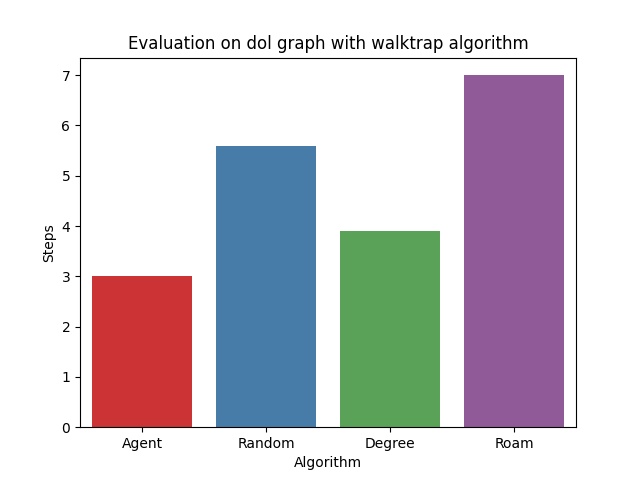 Evaluation on dol graph with walktrap algorithm
7
6
5
4
3
2
1
0
Steps
Agent Random Degree Roam
Algorithm